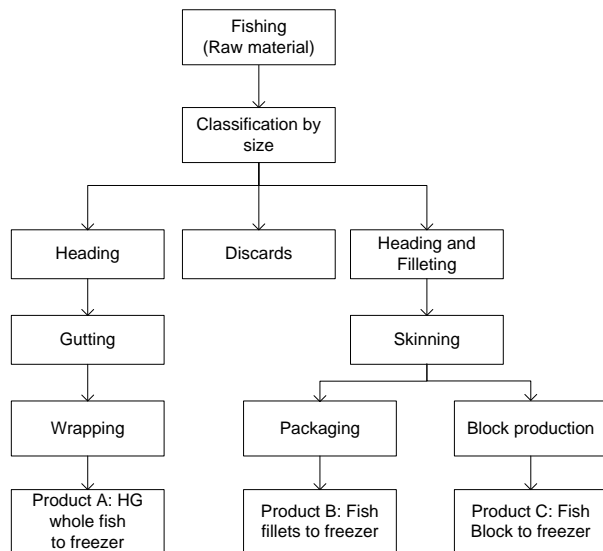 Fishing
(Raw material)
Classification by
size
Heading
Discards
Heading and
Filleting
Gutting
Skinning
Wrapping
Packaging
Block production
Product A: HG
whole fish
to freezer
Product B: Fish
fillets to freezer
Product C: Fish
Block to freezer